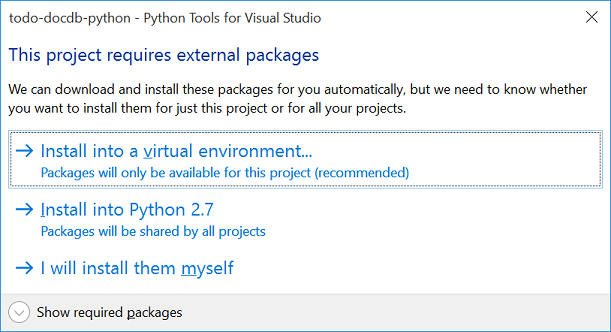 todo-docdb-python - Python Tools for Visual Studio
This project requires external packages
We can download and install these packages for you automatically, but we need to know whether
you want to install them for just this project or for all your projects.
Install into a virtual environment...
Packages will only be available for this project (recommended)
Install into Python 2.7
Packages will be shared by all projects
I will install them myself
Show required packages